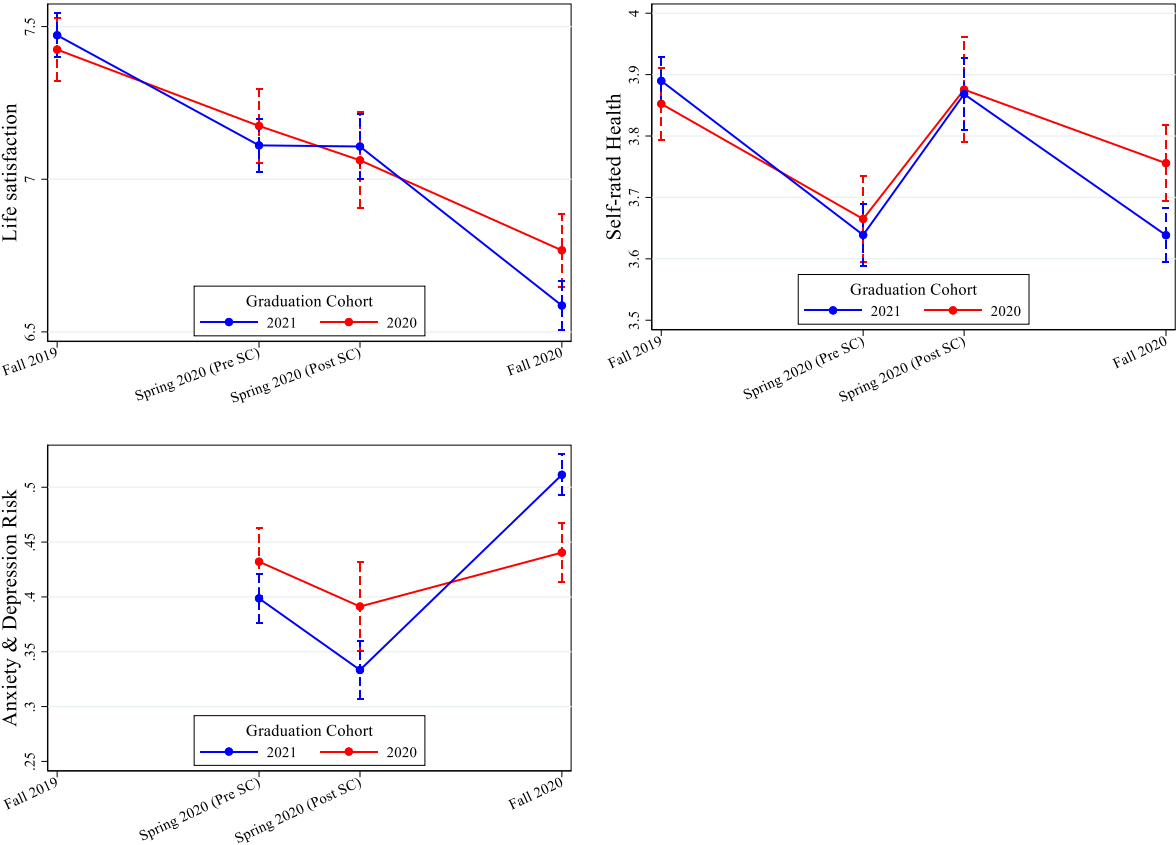 Life satisfaction
7.5
7
6.5
Graduation Cohort
2021 2020
Fall 2019
Spring 2020 (Pre SC)
Spring 2020 (Post SC)
Fall 2020
Self-rated Health
4
3.9
3.8
3.7
3.6
3.5
Graduation Cohort
2021 2020
Fall 2019
Spring 2020 (Pre SC)
Spring 2020 (Post SC)
Fall 2020
Anxiety & Depression Risk
.5
.45
.4
.35
.3
.25
Graduation Cohort
2021 2020
Fall 2019
Spring 2020 (Pre SC)
Spring 2020 (Post SC)
Fall 2020